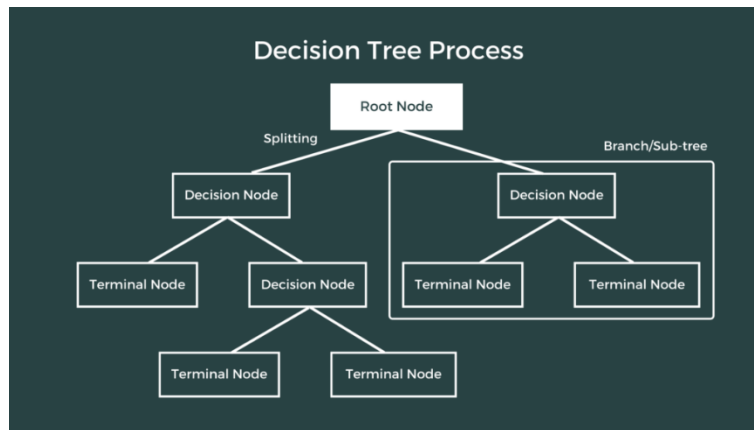 Decision Tree Process
Root Node
Splitting
Branch/Sub-tree
Decision Node
Decision Node
Terminal Node
Decision Node
Terminal Node
Terminal Node
Terminal Node
Terminal Node